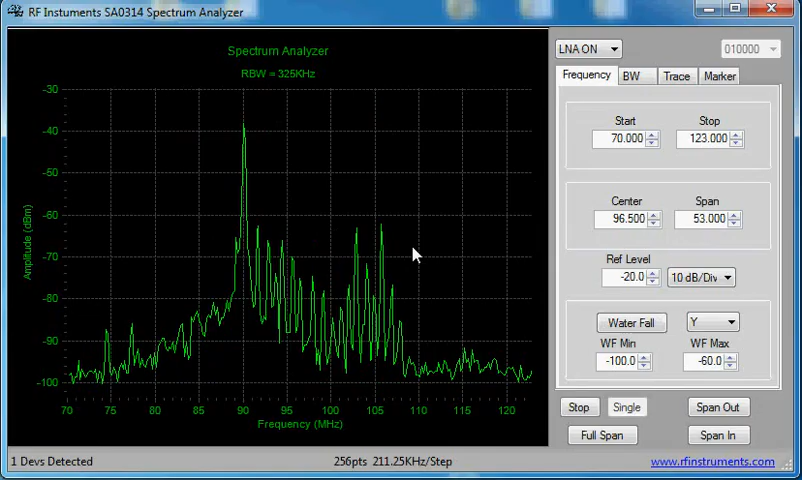 RF Instuments SA0314 Spectrum Analyzer
Spectrum Analyzer
RBW = 325KHz
-30
-40
-50
-60
-70
-80
-90
-100
Amplitude (dBm)
70 75 80 85 90 95 100 105 110 115 120
Frequency (MHz)
LNA ON
010000
Frequency BW Trace Marker
Start Stop
70.000 123.000
Center Span
96.500 53.000
Ref Level
-20.0 10 dB/Div
Water Fall Y
WF Min WF Max
-100.0 -60.0
Stop Single Span Out
Full Span Span In
1 Devs Detected 256pts 211.25KHz/Step www.rfinstruments.com